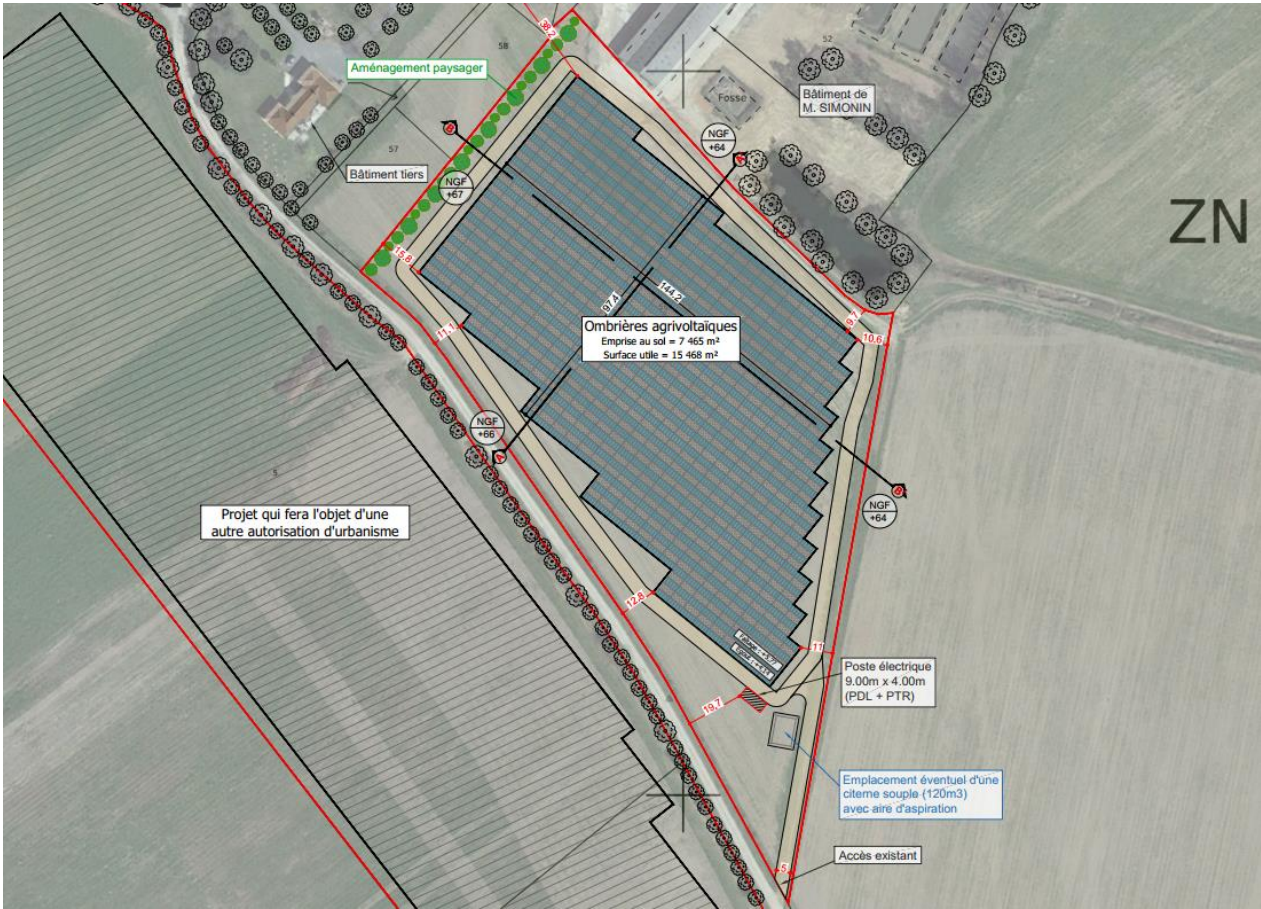 38,2
58
52
Aménagement paysager
Fosse
Bâtiment de
M. SIMONIN
B
NGF
+64
A
57
Bâtiment tiers
NGF
+67
ZN
15,8
97,4
144,2
11,1
Ombrières agrivoltaïques
Emprise au sol = 7 465 m²
Surface utile = 15 468 m²
9,7
10,6
NGF
+66
A
5
B
NGF
+64
Projet qui fera l'objet d'une
autre autorisation d'urbanisme
12,8
11
Poste électrique
9.00m x 4.00m
(PDL + PTR)
19,7
Emplacement éventuel d'une
citerne souple (120m3)
avec aire d'aspiration
Accès existant
5